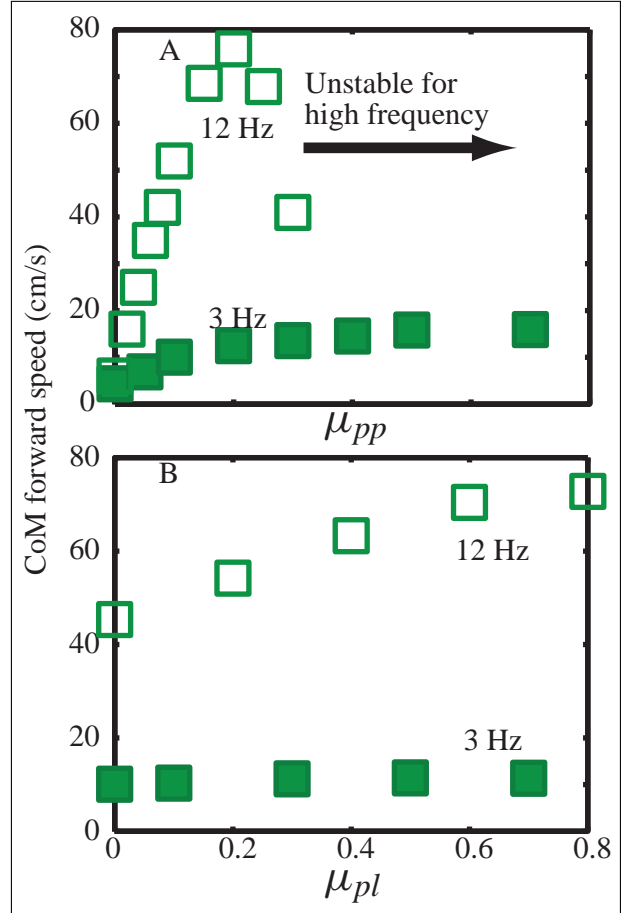 CoM forward speed (cm/s)
80
A
Unstable for
high frequency
60
12 Hz
40
20
3 Hz
0
μpp
80
B
60
12 Hz
40
20
3 Hz
0
0 0.2 0.4 0.6 0.8
μpl